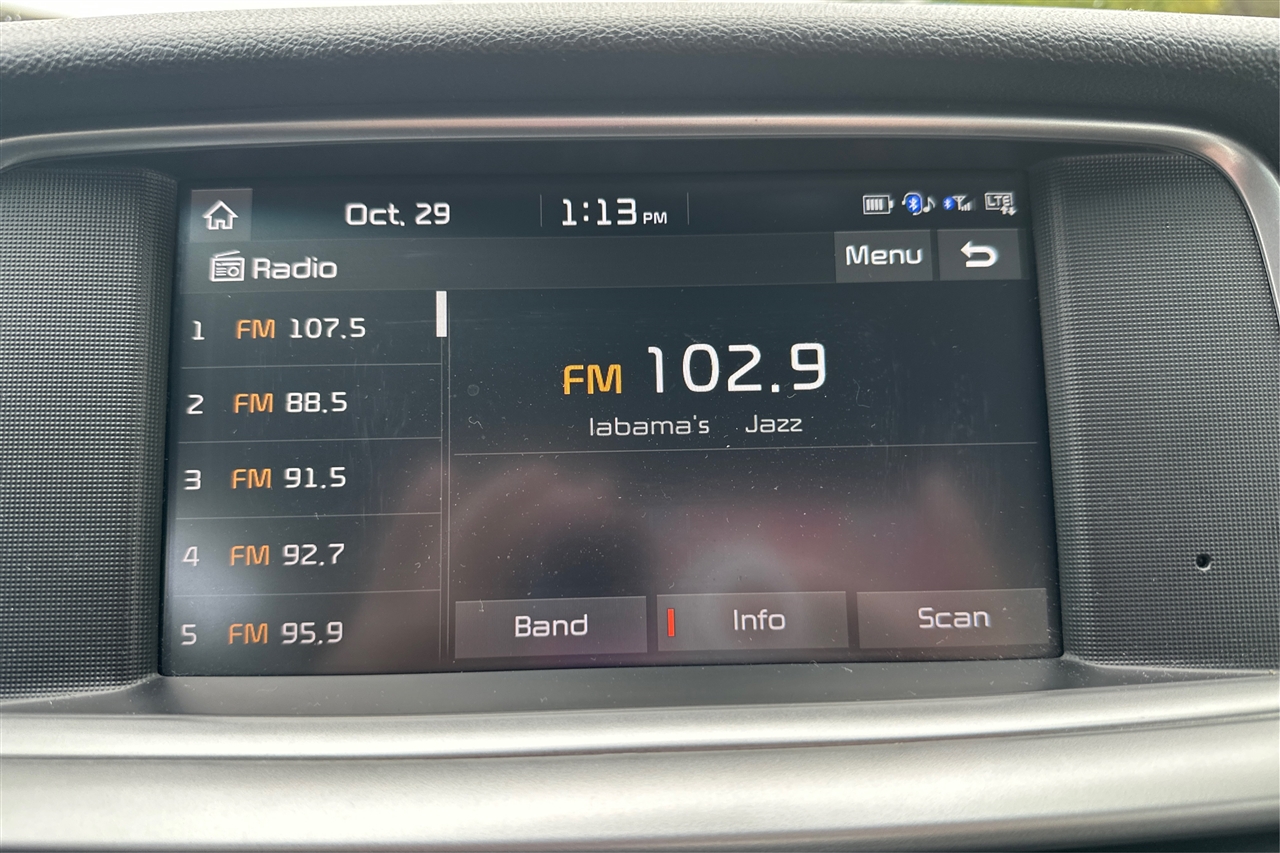 Oct. 29 1:13 PM LTE
Radio Menu
1 FM 107.5
2 FM 88.5
3 FM 91.5
4 FM 92.7
5 FM 95.9
FM 102.9
labama's Jazz
Band Info Scan